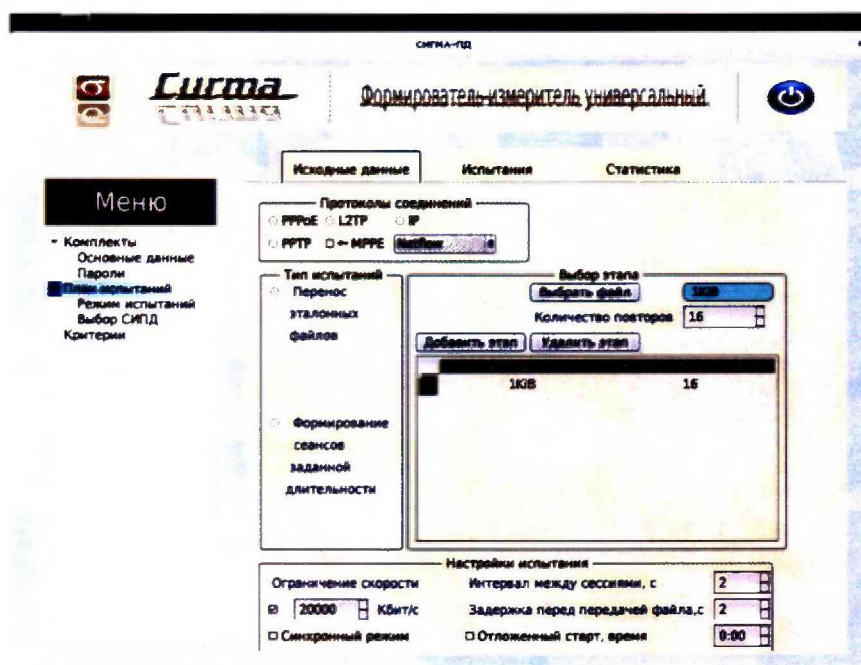 СИГМА-ПД
Сигма
Формирователь-измеритель универсальный
Исходные данные
Испытания
Статистика
Меню
Комплекты
Основные данные
Пароли
План испытаний
Режим испытаний
Выбор СИПД
Критерии
Протоколы соединений
PPPoE L2TP IP
PPTP MPPE Netflow
Тип испытаний
Перенос
эталонных
файлов
Формирование
сеансов
заданной
длительности
Выбор этапа
Выбрать файл 1KiB
Количество повторов 16
Добавить этап Удалить этап
1KiB 16
Настройки испытания
Ограничение скорости
20000 Кбит/с
Синхронный режим
Интервал между сессиями, с 2
Задержка перед передачей файла,с 2
Отложенный старт, время 0:00